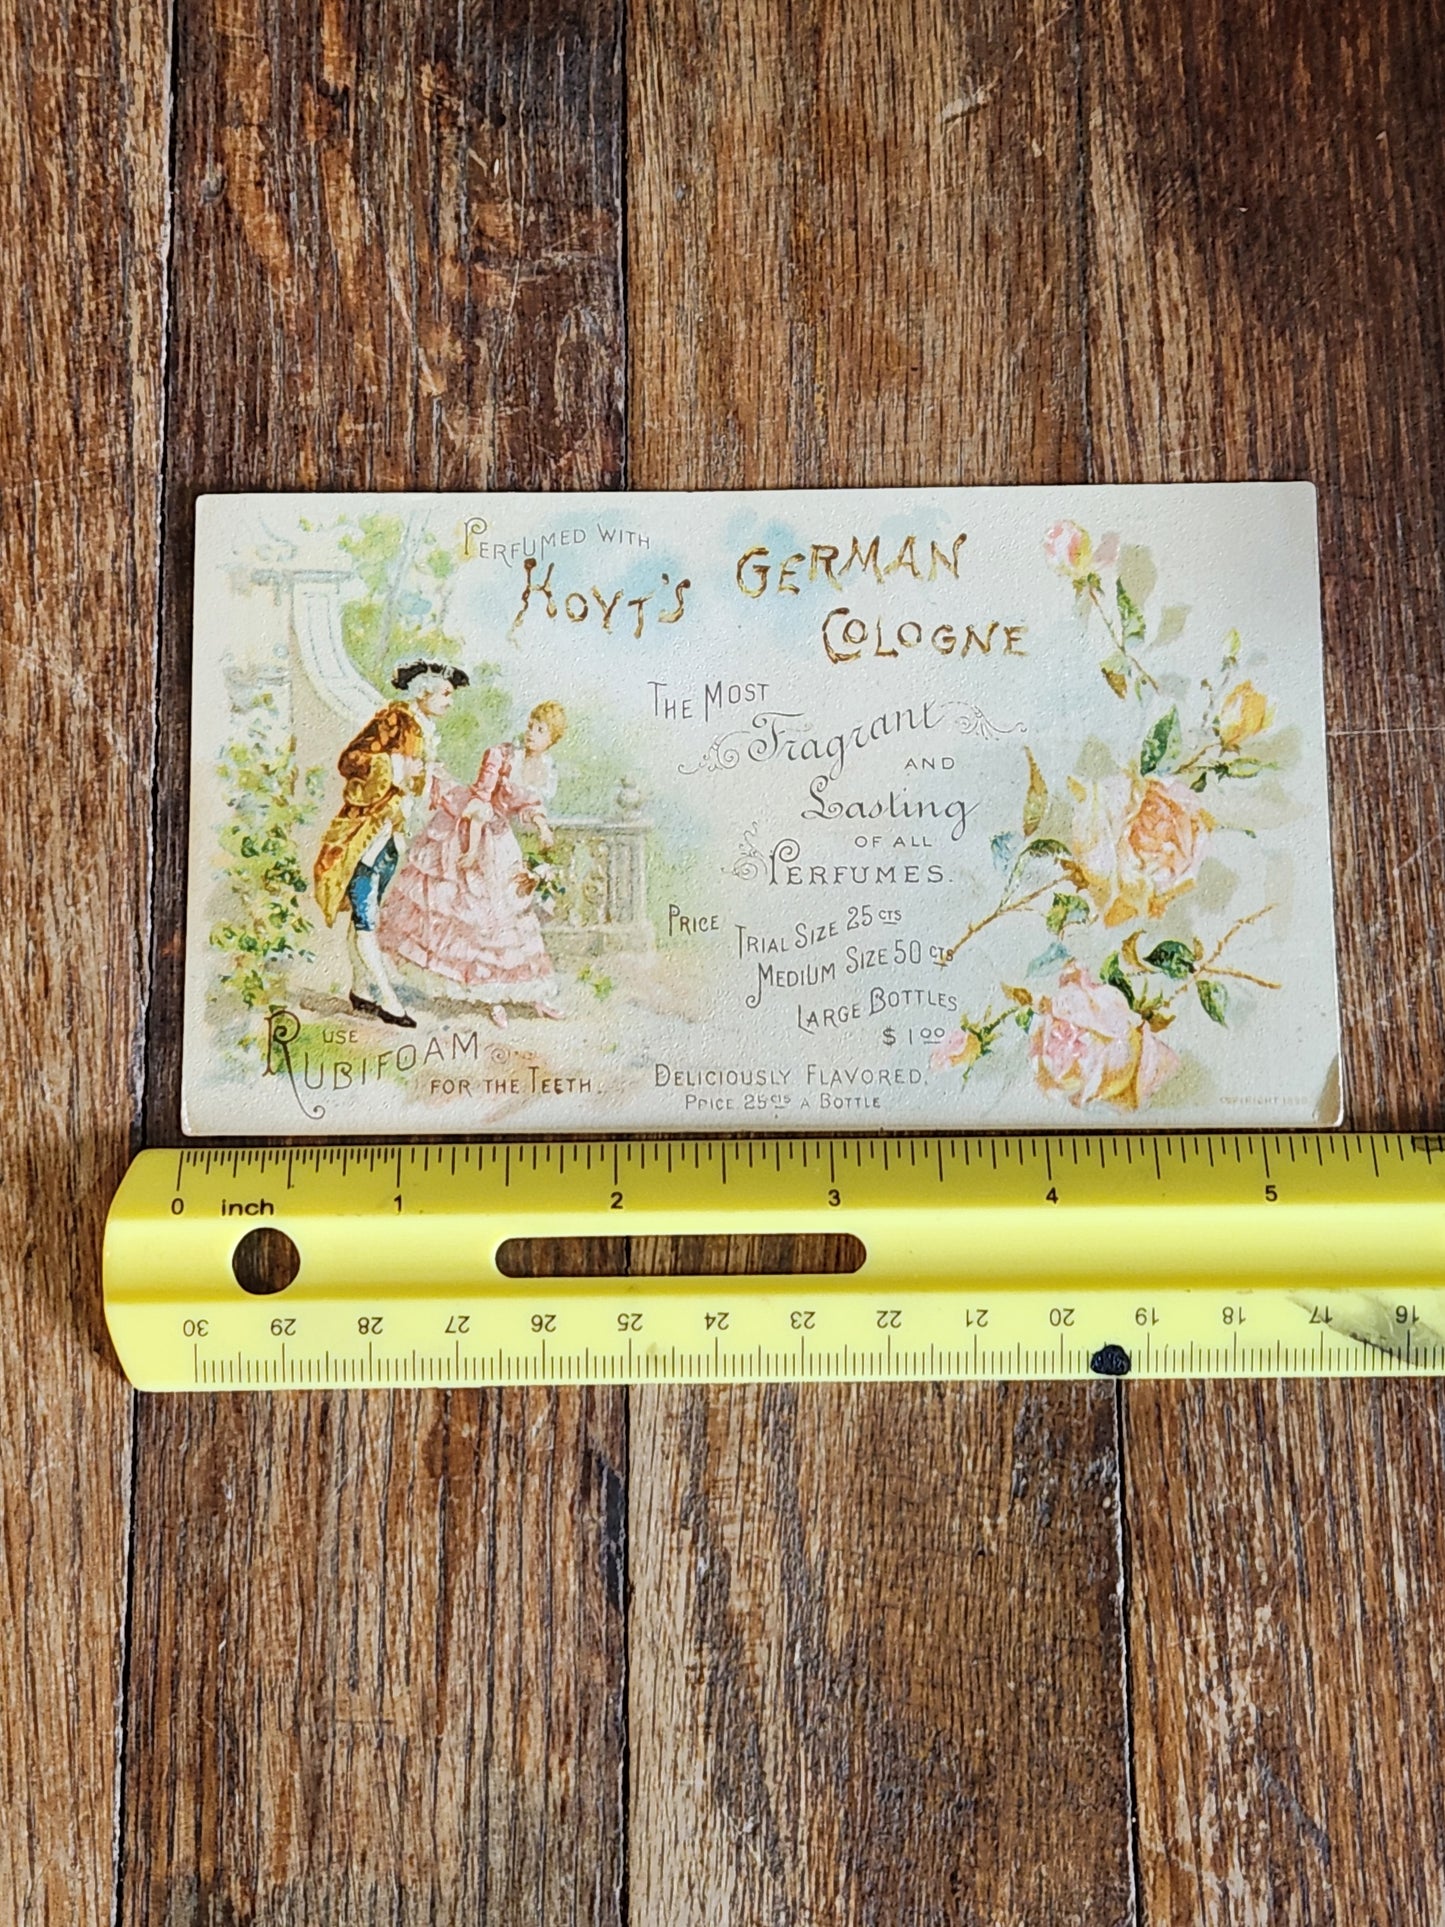 PERFUMED WITH
HOYT'S GERMAN
COLOGNE
THE MOST
Fragrant
AND
Lasting
OF ALL
PERFUMES.
PRICE TRIAL SIZE 25 CTS
MEDIUM SIZE 50 CTS
LARGE BOTTLES
$ 1 00
USE
RUBIFOAM
FOR THE TEETH.
DELICIOUSLY FLAVORED.
PRICE 25 CTS A BOTTLE
COPYRIGHT
0 inch 1 2 3 4 5
30 29 28 27 26 25 24 23 22 21 20 19 18 17 16